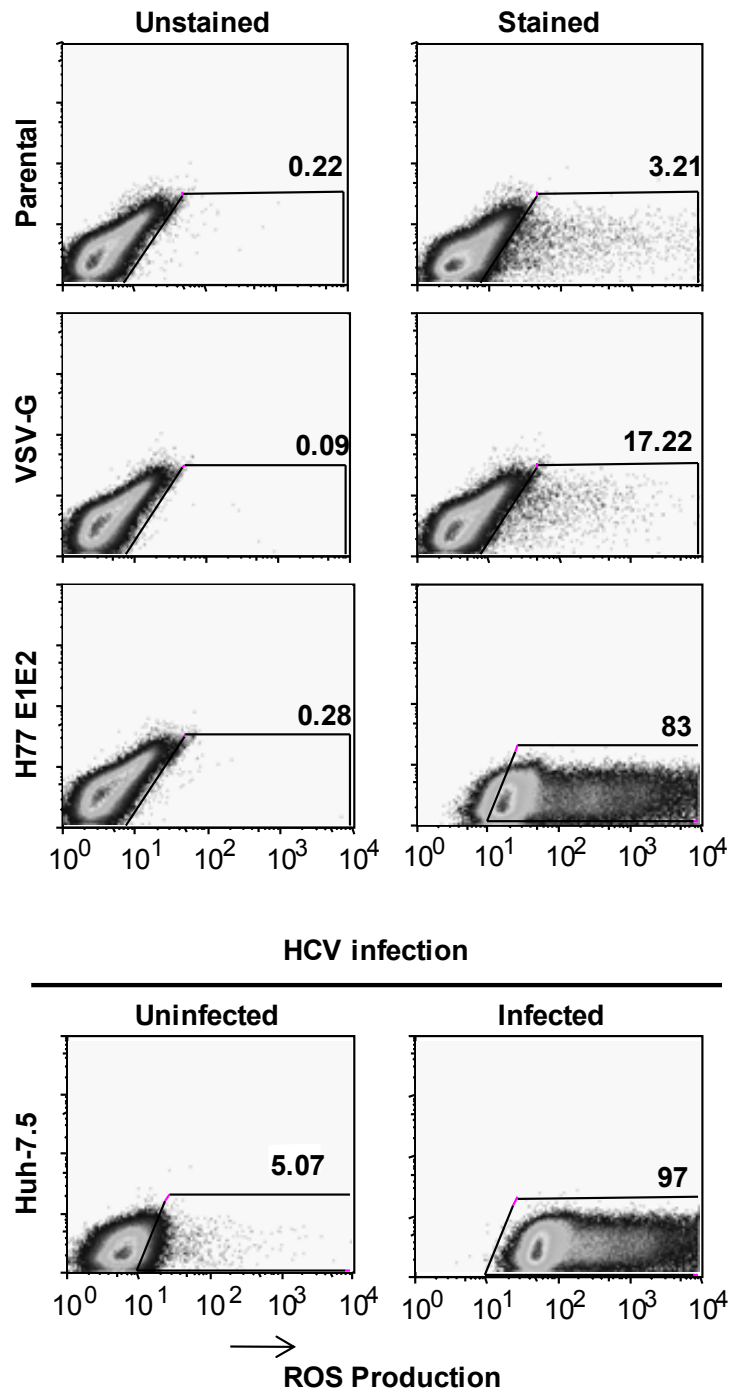 Unstained Stained
Parental
0.22 3.21
VSV-G
0.09 17.22
H77 E1E2
0.28 83
10^0 10^1 10^2 10^3 10^4 10^0 10^1 10^2 10^3 10^4
HCV infection
Uninfected Infected
Huh-7.5
5.07 97
10^0 10^1 10^2 10^3 10^4 10^0 10^1 10^2 10^3 10^4
ROS Production